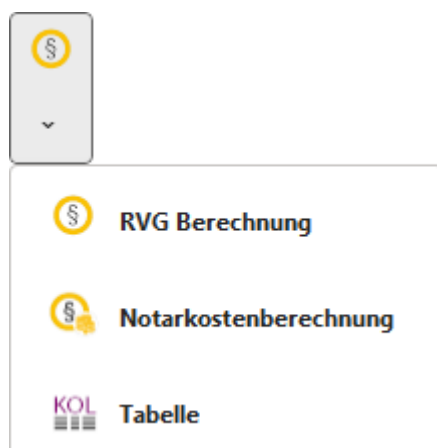 §
§
RVG Berechnung
§
Notarkostenberechnung
KOL
Tabelle